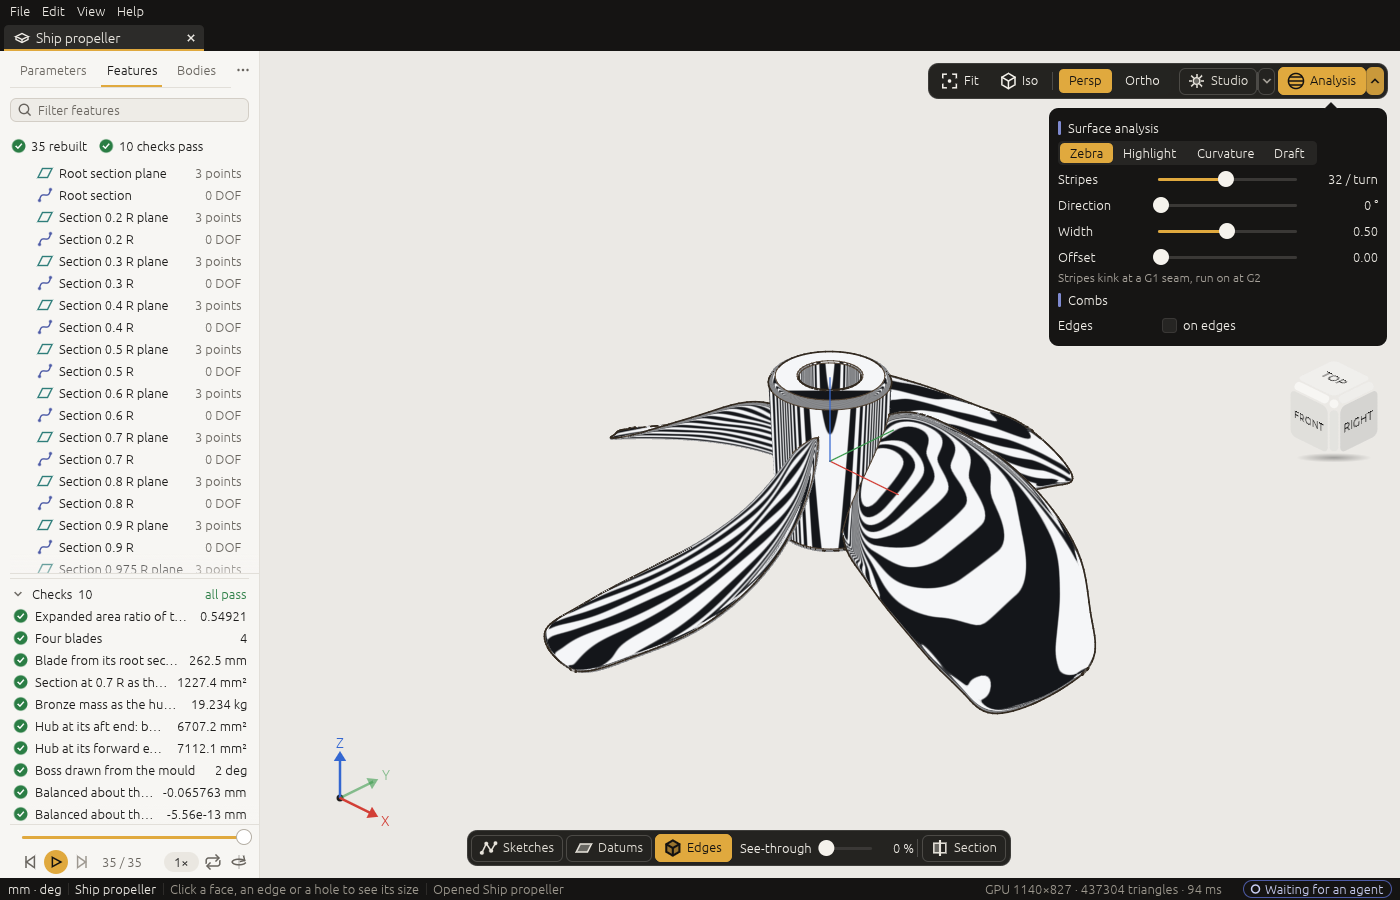 File Edit View Help
Ship propeller
Parameters Features Bodies
Filter features
35 rebuilt 10 checks pass
Root section plane 3 points
Root section 0 DOF
Section 0.2 R plane 3 points
Section 0.2 R 0 DOF
Section 0.3 R plane 3 points
Section 0.3 R 0 DOF
Section 0.4 R plane 3 points
Section 0.4 R 0 DOF
Section 0.5 R plane 3 points
Section 0.5 R 0 DOF
Section 0.6 R plane 3 points
Section 0.6 R 0 DOF
Section 0.7 R plane 3 points
Section 0.7 R 0 DOF
Section 0.8 R plane 3 points
Section 0.8 R 0 DOF
Section 0.9 R plane 3 points
Section 0.9 R 0 DOF
Section 0.975 R plane 3 points
Checks 10 all pass
Expanded area ratio of t... 0.54921
Four blades 4
Blade from its root sec... 262.5 mm
Section at 0.7 R as th... 1227.4 mm²
Bronze mass as the hu... 19.234 kg
Hub at its aft end: b... 6707.2 mm²
Hub at its forward e... 7112.1 mm²
Boss drawn from the mould 2 deg
Balanced about th... -0.065763 mm
Balanced about th... -5.56e-13 mm
35 / 35 1×
Fit Iso Persp Ortho Studio Analysis
Surface analysis
Zebra Highlight Curvature Draft
Stripes 32 / turn
Direction 0 °
Width 0.50
Offset 0.00
Stripes kink at a G1 seam, run on at G2
Combs
Edges on edges
TOP
FRONT RIGHT
Z
Y
X
Sketches Datums Edges See-through 0 % Section
mm · deg Ship propeller Click a face, an edge or a hole to see its size Opened Ship propeller GPU 1140×827 · 437304 triangles · 94 ms Waiting for an agent